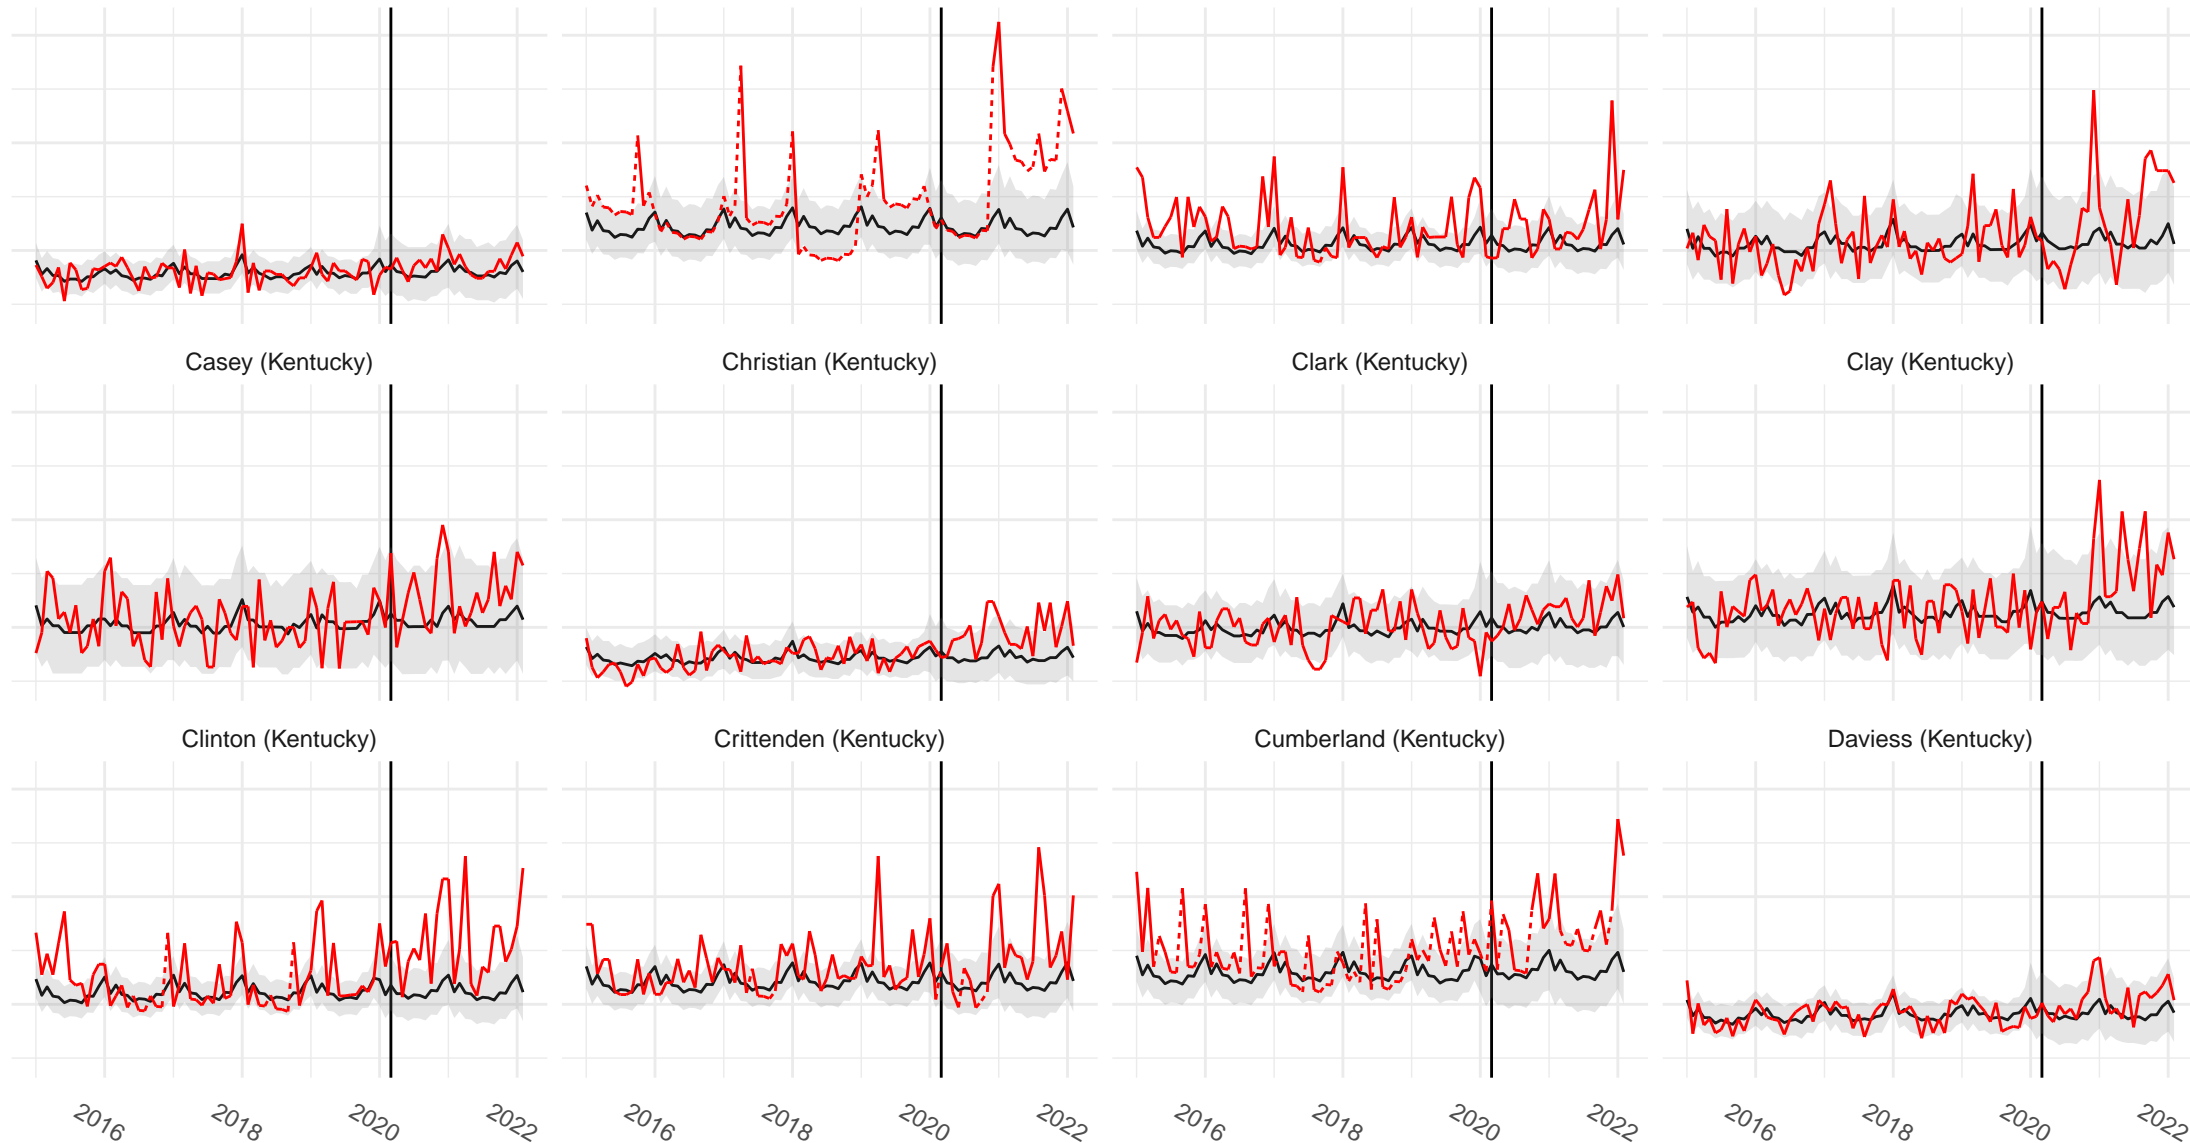 Casey (Kentucky) Christian (Kentucky) Clark (Kentucky) Clay (Kentucky)
Clinton (Kentucky) Crittenden (Kentucky) Cumberland (Kentucky) Daviess (Kentucky)
2016 2018 2020 2022 2016 2018 2020 2022 2016 2018 2020 2022 2016 2018 2020 2022